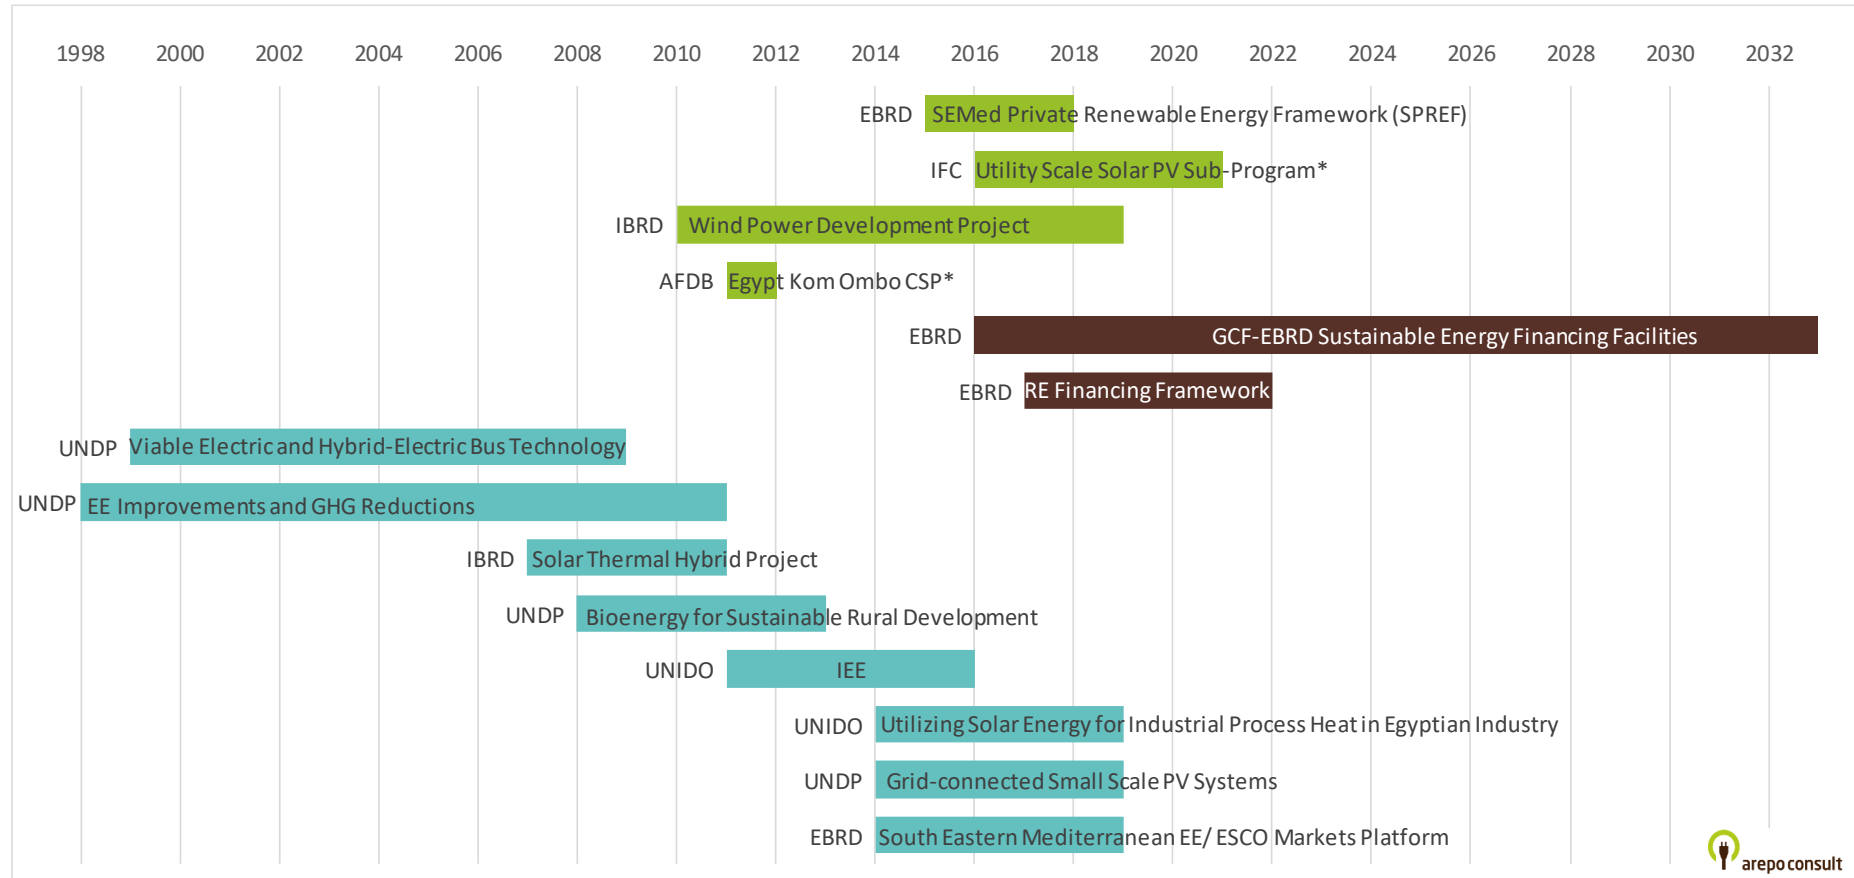 1998 2000 2002 2004 2006 2008 2010 2012 2014 2016 2018 2020 2022 2024 2026 2028 2030 2032
EBRD SEMed Private Renewable Energy Framework (SPREF)
IFC Utility Scale Solar PV Sub-Program*
IBRD Wind Power Development Project
AFDB Egypt Kom Ombo CSP*
EBRD GCF-EBRD Sustainable Energy Financing Facilities
EBRD RE Financing Framework
UNDP Viable Electric and Hybrid-Electric Bus Technology
UNDP EE Improvements and GHG Reductions
IBRD Solar Thermal Hybrid Project
UNDP Bioenergy for Sustainable Rural Development
UNIDO IEE
UNIDO Utilizing Solar Energy for Industrial Process Heat in Egyptian Industry
UNDP Grid-connected Small Scale PV Systems
EBRD South Eastern Mediterranean EE/ ESCO Markets Platform
arepo consult